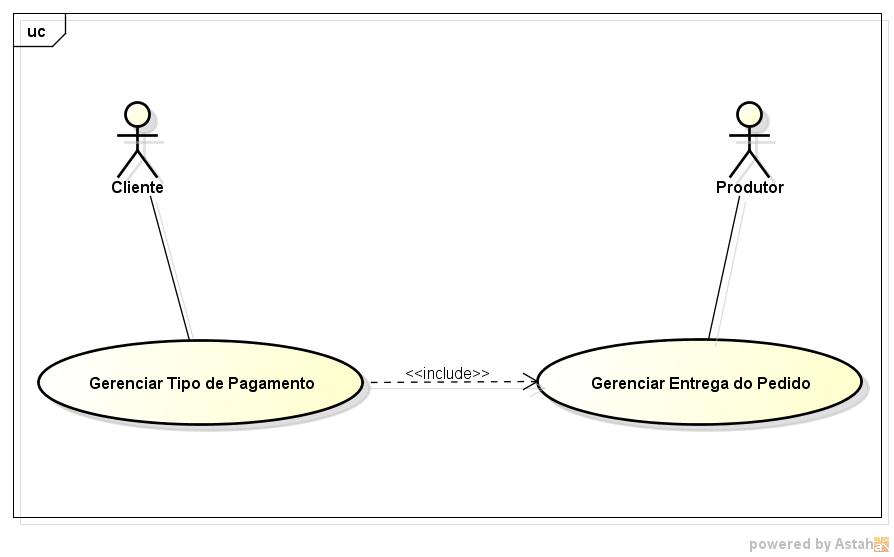 uc
Cliente
Produtor
Gerenciar Tipo de Pagamento
<<include>>
Gerenciar Entrega do Pedido
powered by Astah